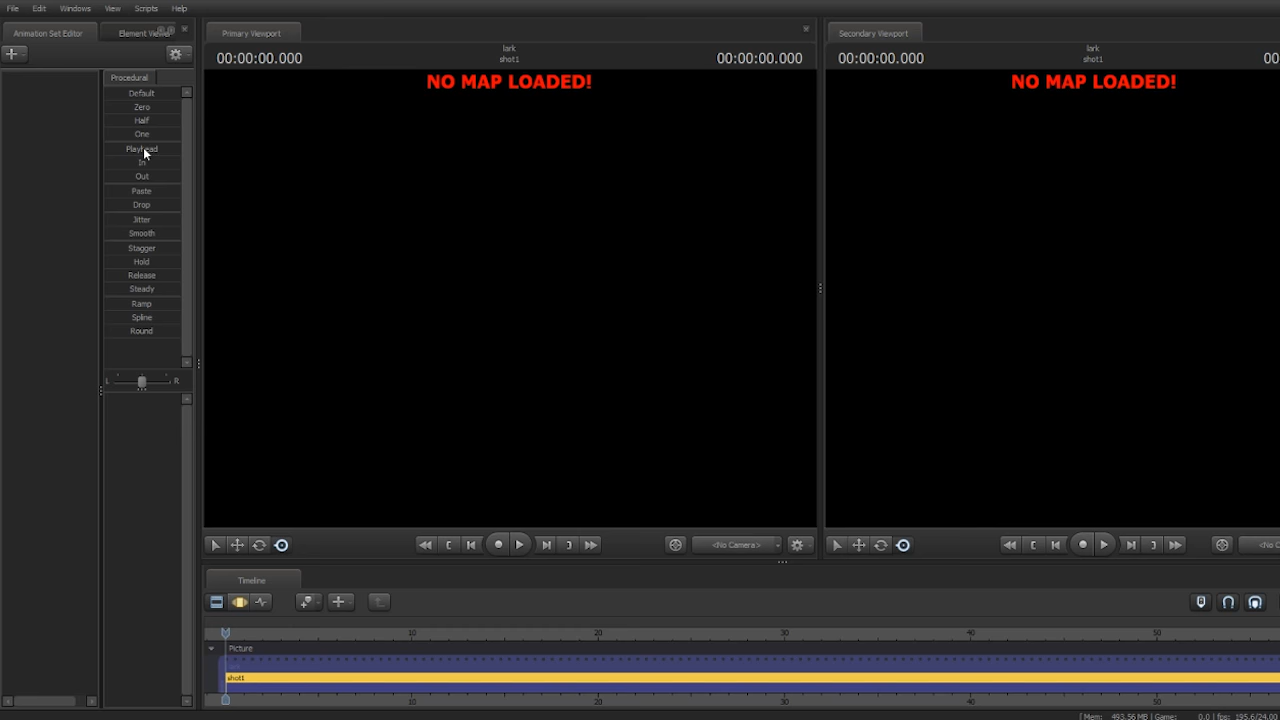 File Edit Windows View Scripts Help
Animation Set Editor
Primary Viewport
Secondary Viewport
00:00:00.000 lark 00:00:00.000
shot1
00:00:00.000 lark 00
shot1
NO MAP LOADED!
NO MAP LOADED!
Procedural
Default
Zero
Half
One
Playhead
In
Out
Paste
Drop
Jitter
Smooth
Stagger
Hold
Release
Steady
Ramp
Spline
Round
L R
<No Camera>
<No C
Timeline
10 20 30 40 50
Picture
shot1
10 20 30 40 50
[Mem: 493.56 MB | Game: 0.0 | fps: 195.6/24.00